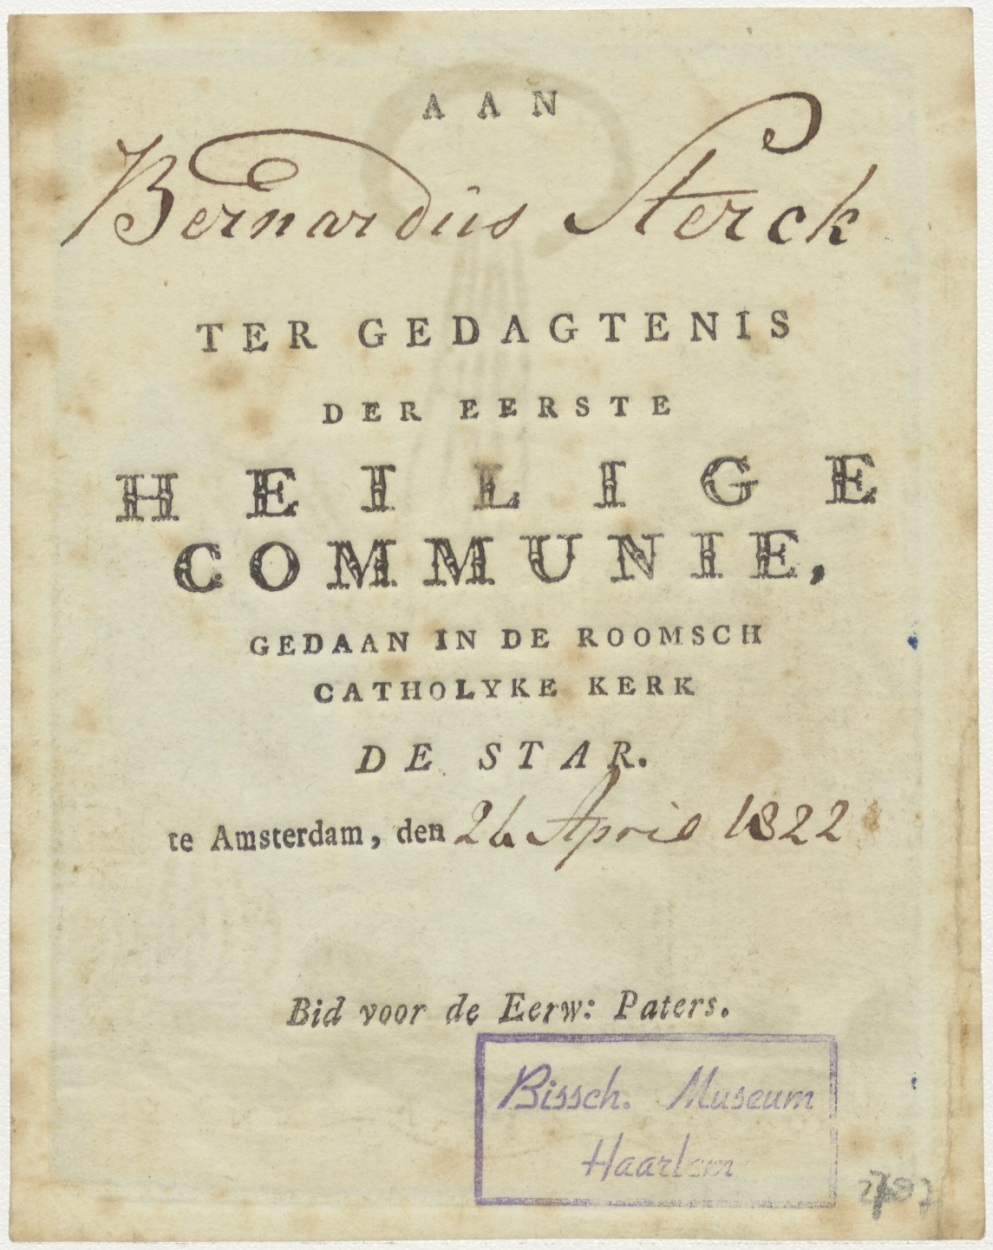 AAN
Bernardus Sterck
TER GEDAGTENIS
DER EERSTE
HEILIGE
COMMUNIE,
GEDAAN IN DE ROOMSCH
CATHOLYKE KERK
DE STAR.
te Amsterdam, den 26 April 1822
Bid voor de Eerw: Paters.
Bissch. Museum
Haarlem